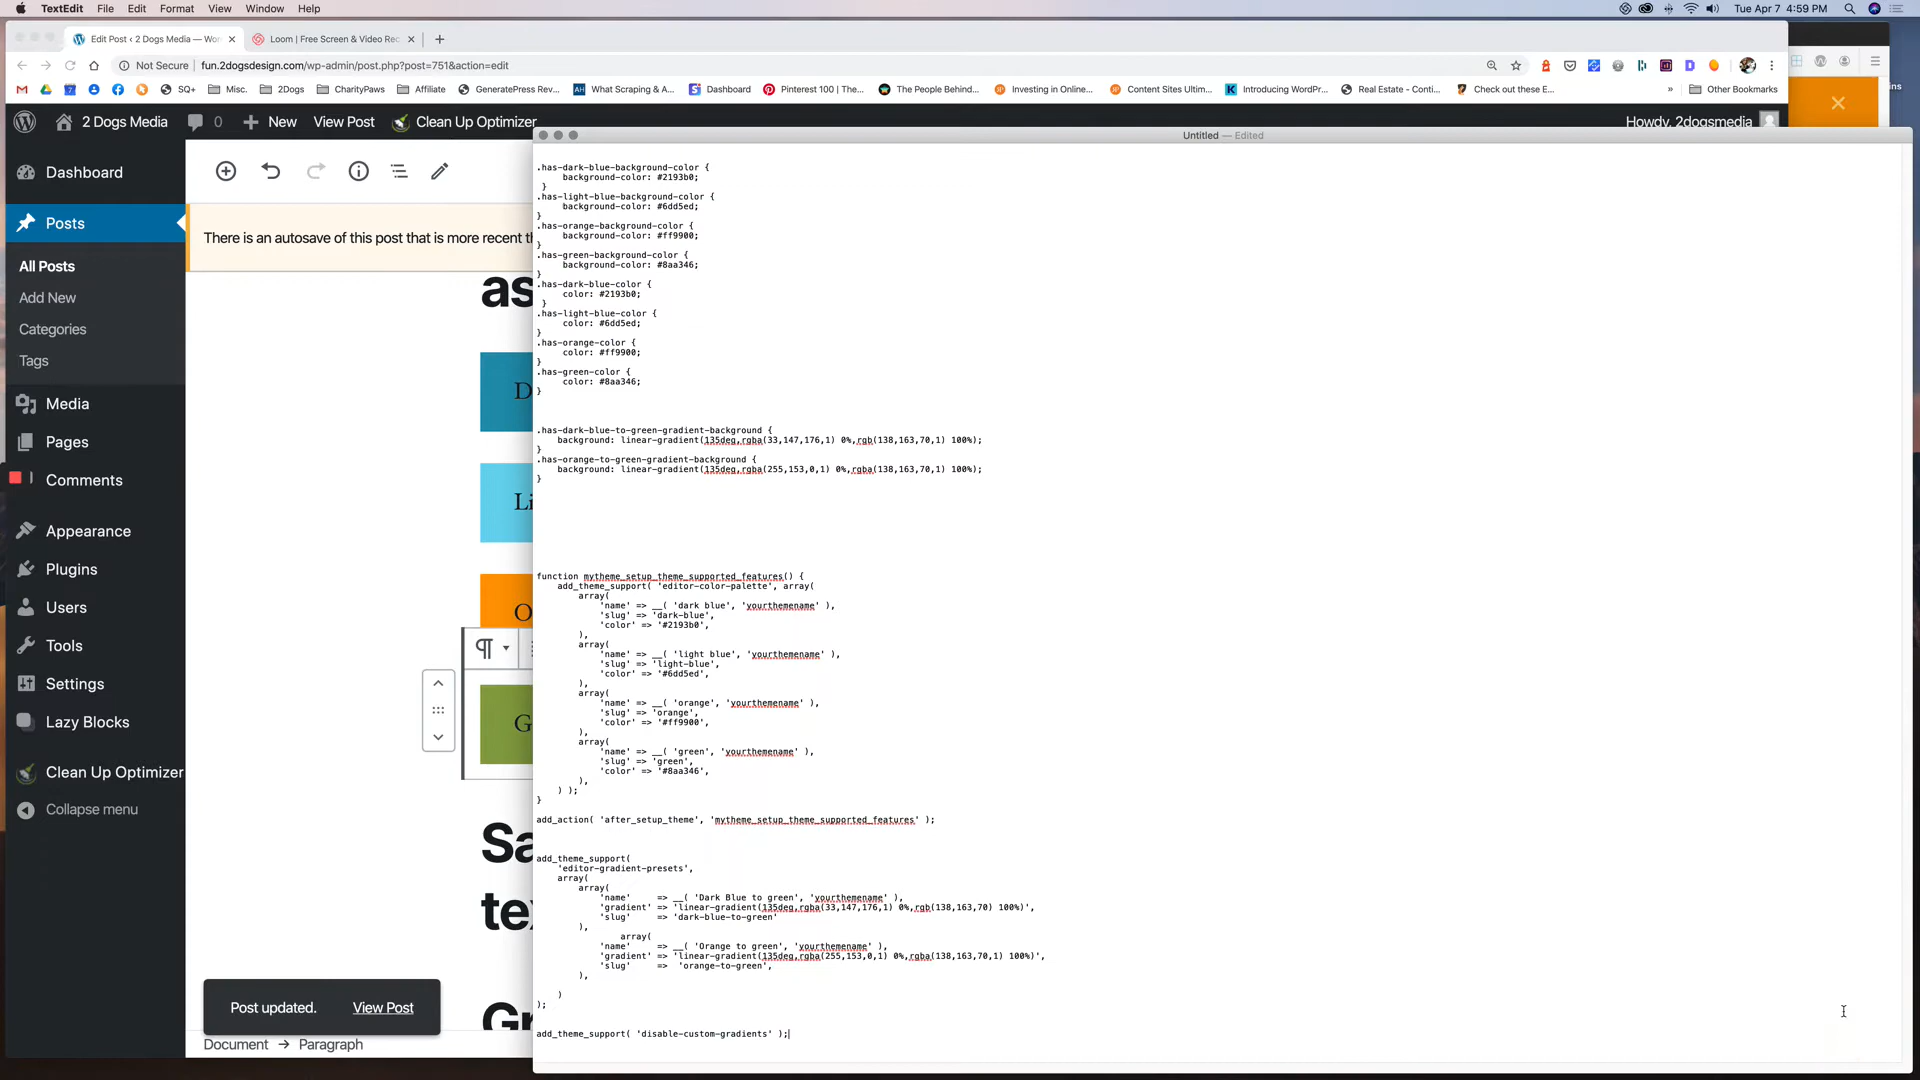 TextEdit File Edit Format View Window Help Tue Apr 7 4:59 PM
Edit Post ‹ 2 Dogs Media — Wor Loom | Free Screen & Video Rec
Not Secure fun.2dogsdesign.com/wp-admin/post.php?post=751&action=edit
SQ+ Misc. 2Dogs CharityPaws Affiliate GeneratePress Rev... What Scraping & A... Dashboard Pinterest 100 | The... The People Behind... Investing in Online... Content Sites Ultim... Introducing WordPr... Real Estate - Conti... Check out these E... » Other Bookmarks
2 Dogs Media 0 New View Post Clean Up Optimizer Howdy, 2dogsmedia
Untitled — Edited
Dashboard
Posts
All Posts
Add New
Categories
Tags
Media
Pages
Comments
Appearance
Plugins
Users
Tools
Settings
Lazy Blocks
Clean Up Optimizer
Collapse menu
There is an autosave of this post that is more recent th
as
D
Li
O
G
Sa
te
Gr
Post updated. View Post
Document → Paragraph
.has-dark-blue-background-color {
background-color: #2193b0;
}
.has-light-blue-background-color {
background-color: #6dd5ed;
}
.has-orange-background-color {
background-color: #ff9900;
}
.has-green-background-color {
background-color: #8aa346;
}
.has-dark-blue-color {
color: #2193b0;
}
.has-light-blue-color {
color: #6dd5ed;
}
.has-orange-color {
color: #ff9900;
}
.has-green-color {
color: #8aa346;
}
.has-dark-blue-to-green-gradient-background {
background: linear-gradient(135deg,rgba(33,147,176,1) 0%,rgb(138,163,70,1) 100%);
}
.has-orange-to-green-gradient-background {
background: linear-gradient(135deg,rgba(255,153,0,1) 0%,rgba(138,163,70,1) 100%);
}
function mytheme_setup_theme_supported_features() {
add_theme_support( 'editor-color-palette', array(
array(
'name' => __( 'dark blue', 'yourthemename' ),
'slug' => 'dark-blue',
'color' => '#2193b0',
),
array(
'name' => __( 'light blue', 'yourthemename' ),
'slug' => 'light-blue',
'color' => '#6dd5ed',
),
array(
'name' => __( 'orange', 'yourthemename' ),
'slug' => 'orange',
'color' => '#ff9900',
),
array(
'name' => __( 'green', 'yourthemename' ),
'slug' => 'green',
'color' => '#8aa346',
),
) );
}
add_action( 'after_setup_theme', 'mytheme_setup_theme_supported_features' );
add_theme_support(
'editor-gradient-presets',
array(
array(
'name' => __( 'Dark Blue to green', 'yourthemename' ),
'gradient' => 'linear-gradient(135deg,rgba(33,147,176,1) 0%,rgb(138,163,70) 100%)',
'slug' => 'dark-blue-to-green'
),
array(
'name' => __( 'Orange to green', 'yourthemename' ),
'gradient' => 'linear-gradient(135deg,rgba(255,153,0,1) 0%,rgba(138,163,70,1) 100%)',
'slug' => 'orange-to-green',
),
)
);
add_theme_support( 'disable-custom-gradients' );